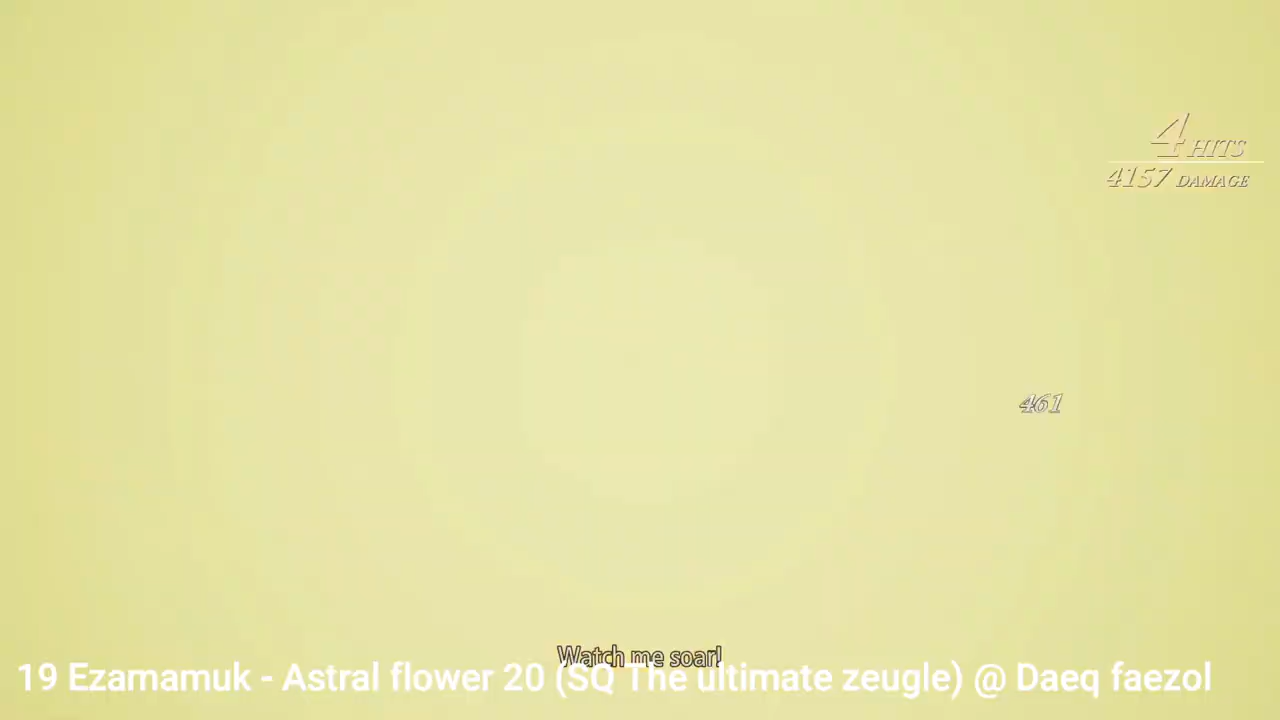 4 HITS
4157 DAMAGE
461
Watch me soar!
19 Ezamamuk - Astral flower 20 (SQ The ultimate zeugle) @ Daeq faezol